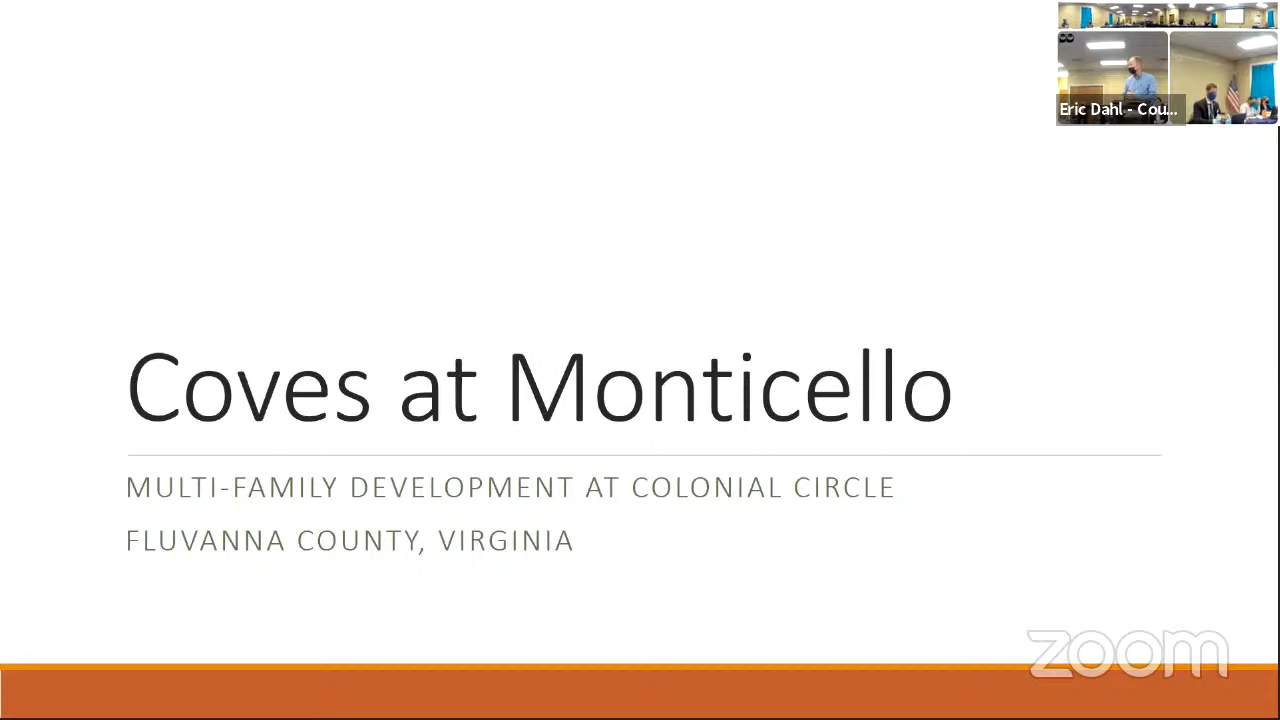 Eric Dahl - Cou...
Coves at Monticello
MULTI-FAMILY DEVELOPMENT AT COLONIAL CIRCLE
FLUVANNA COUNTY, VIRGINIA
zoom